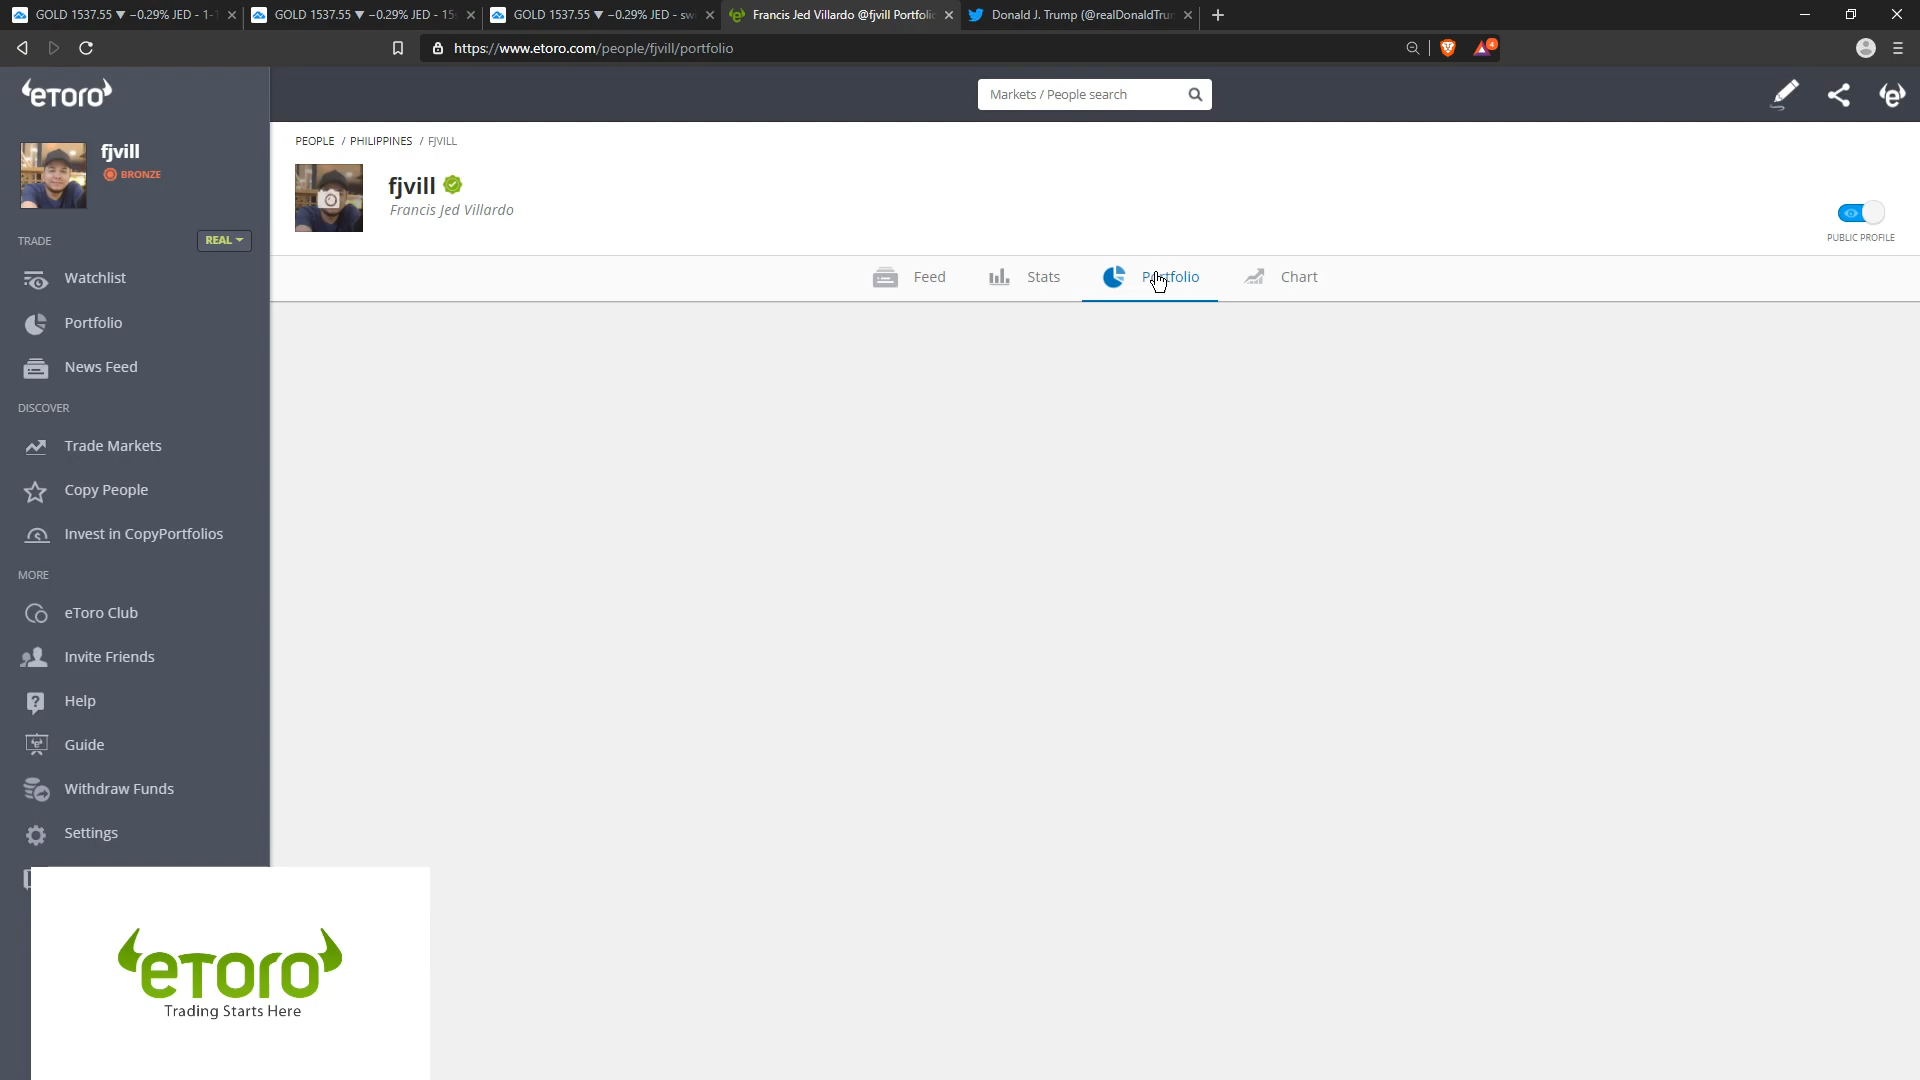 GOLD 1537.55 ▼ −0.29% JED - 1-1
GOLD 1537.55 ▼ −0.29% JED - 15
GOLD 1537.55 ▼ −0.29% JED - sw
Francis Jed Villardo @fjvill Portfolio
Donald J. Trump (@realDonaldTru
https://www.etoro.com/people/fjvill/portfolio
4
eToro
Markets / People search
fjvill
BRONZE
PEOPLE / PHILIPPINES / FJVILL
fjvill
Francis Jed Villardo
PUBLIC PROFILE
TRADE
REAL
Feed
Stats
Portfolio
Chart
Watchlist
Portfolio
News Feed
DISCOVER
Trade Markets
Copy People
Invest in CopyPortfolios
MORE
eToro Club
Invite Friends
Help
Guide
Withdraw Funds
Settings
eToro
Trading Starts Here